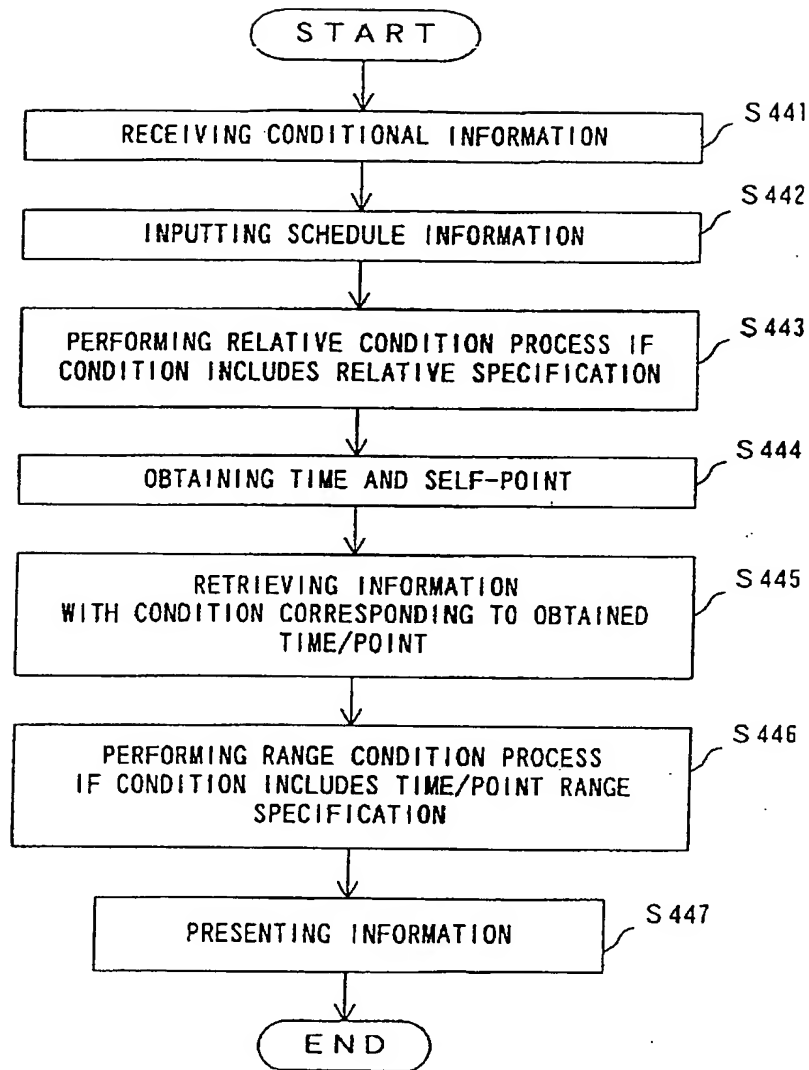 START
S441
RECEIVING CONDITIONAL INFORMATION
S442
INPUTTING SCHEDULE INFORMATION
S443
PERFORMING RELATIVE CONDITION PROCESS IF
CONDITION INCLUDES RELATIVE SPECIFICATION
S444
OBTAINING TIME AND SELF-POINT
S445
RETRIEVING INFORMATION
WITH CONDITION CORRESPONDING TO OBTAINED
TIME/POINT
S446
PERFORMING RANGE CONDITION PROCESS
IF CONDITION INCLUDES TIME/POINT RANGE
SPECIFICATION
S447
PRESENTING INFORMATION
END